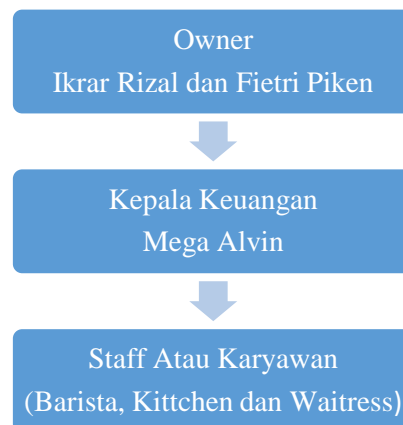 Owner
Ikrar Rizal dan Fietri Piken
Kepala Keuangan
Mega Alvin
Staff Atau Karyawan
(Barista, Kittchen dan Waitress)